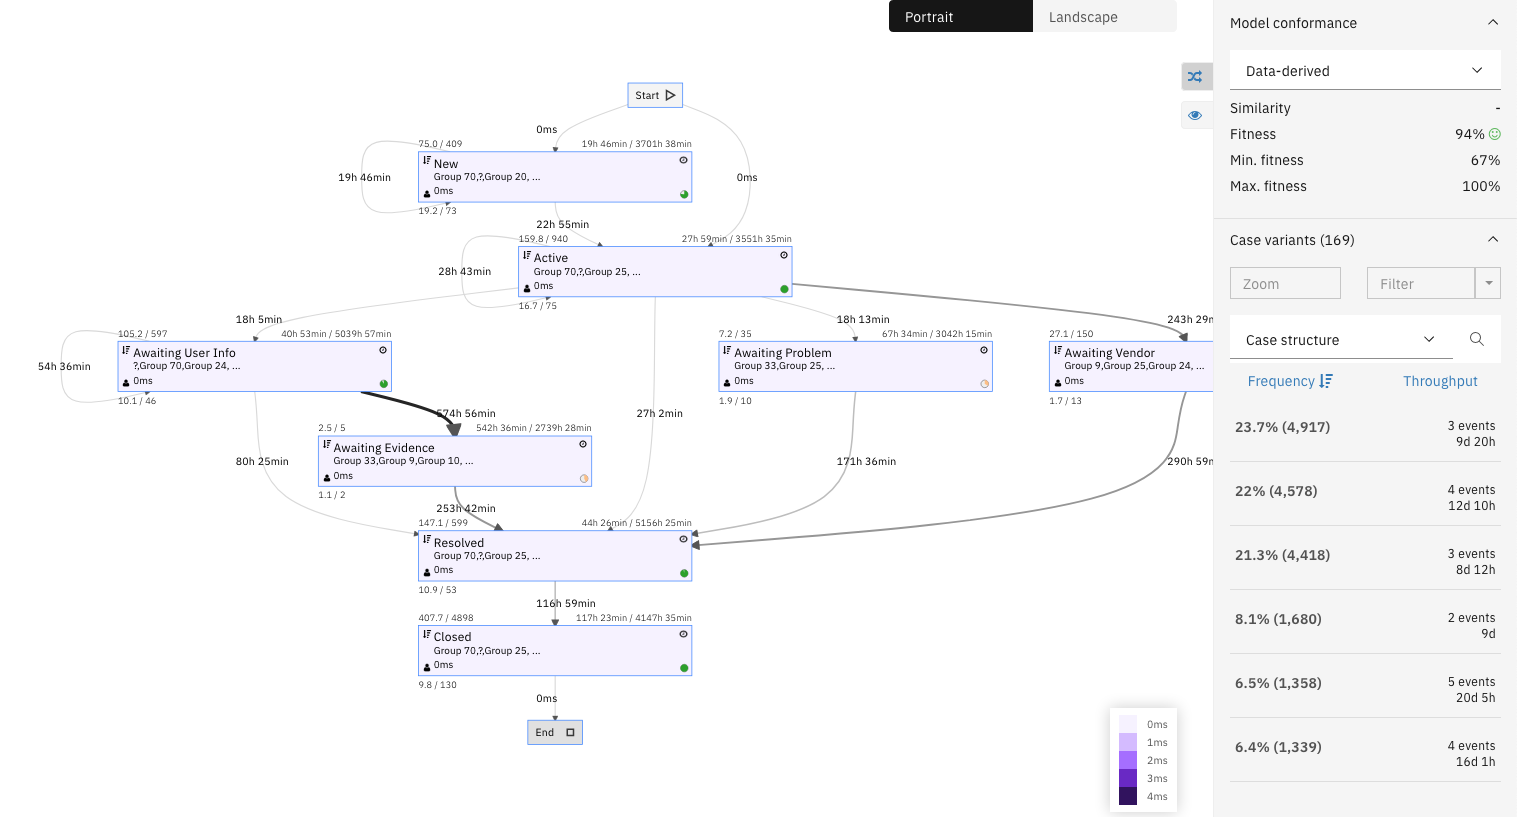 Portrait
Landscape
Start
0ms
0ms
75.0 / 409
19h 46min / 3701h 38min
New
Group 70,?,Group 20, ...
0ms
19h 46min
19.2 / 73
22h 55min
159.8 / 940
27h 59min / 3551h 35min
Active
Group 70,?,Group 25, ...
0ms
28h 43min
16.7 / 75
18h 5min
18h 13min
105.2 / 597
40h 53min / 5039h 57min
Awaiting User Info
?,Group 70,Group 24, ...
0ms
54h 36min
10.1 / 46
7.2 / 35
67h 34min / 3042h 15min
Awaiting Problem
Group 33,Group 25, ...
0ms
1.9 / 10
27.1 / 150
Awaiting Vendor
Group 9,Group 25,Group 24, ...
0ms
1.7 / 13
574h 56min
27h 2min
2.5 / 5
542h 36min / 2739h 28min
Awaiting Evidence
Group 33,Group 9,Group 10, ...
0ms
1.1 / 2
80h 25min
171h 36min
253h 42min
147.1 / 599
44h 26min / 5156h 25min
Resolved
Group 70,?,Group 25, ...
0ms
10.9 / 53
116h 59min
407.7 / 4898
117h 23min / 4147h 35min
Closed
Group 70,?,Group 25, ...
0ms
9.8 / 130
0ms
End
0ms
1ms
2ms
3ms
4ms
Model conformance
Data-derived
Similarity -
Fitness 94%
Min. fitness 67%
Max. fitness 100%
Case variants (169)
Zoom
Filter
Case structure
Frequency
Throughput
23.7% (4,917)
3 events
9d 20h
22% (4,578)
4 events
12d 10h
21.3% (4,418)
3 events
8d 12h
8.1% (1,680)
2 events
9d
6.5% (1,358)
5 events
20d 5h
6.4% (1,339)
4 events
16d 1h